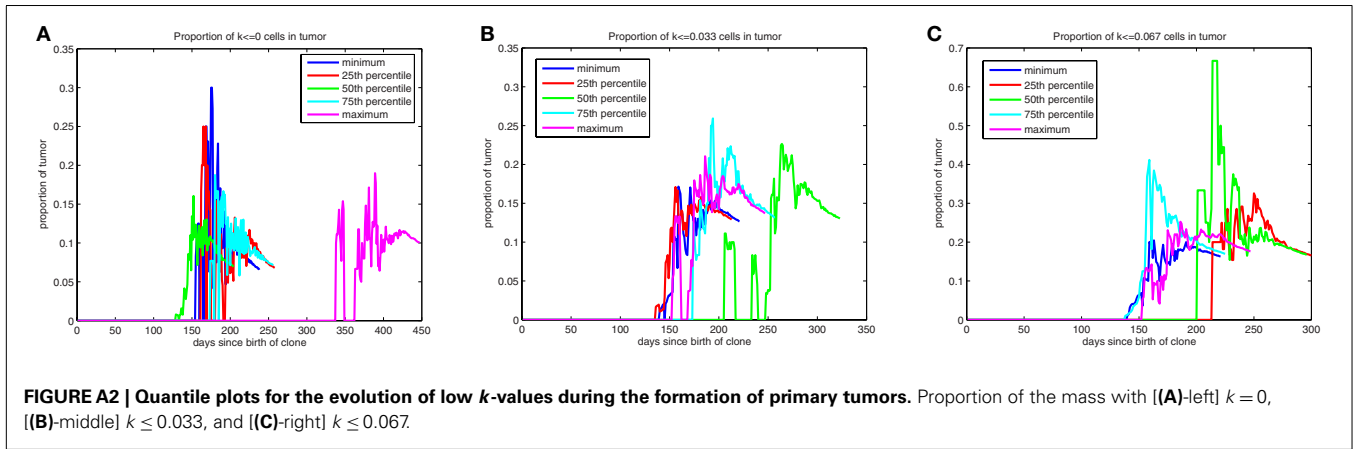 A
Proportion of k<=0 cells in tumor
0.35
0.3
0.25
0.2
0.15
0.1
0.05
0
proportion of tumor
minimum
25th percentile
50th percentile
75th percentile
maximum
0 50 100 150 200 250 300 350 400 450
days since birth of clone
B
Proportion of k<=0.033 cells in tumor
0.35
0.3
0.25
0.2
0.15
0.1
0.05
0
proportion of tumor
minimum
25th percentile
50th percentile
75th percentile
maximum
0 50 100 150 200 250 300 350
days since birth of clone
C
Proportion of k<=0.067 cells in tumor
0.7
0.6
0.5
0.4
0.3
0.2
0.1
0
proportion of tumor
minimum
25th percentile
50th percentile
75th percentile
maximum
0 50 100 150 200 250 300
days since birth of clone
FIGURE A2 | Quantile plots for the evolution of low k-values during the formation of primary tumors. Proportion of the mass with [(A)-left] k = 0,
[(B)-middle] k ≤ 0.033, and [(C)-right] k ≤ 0.067.